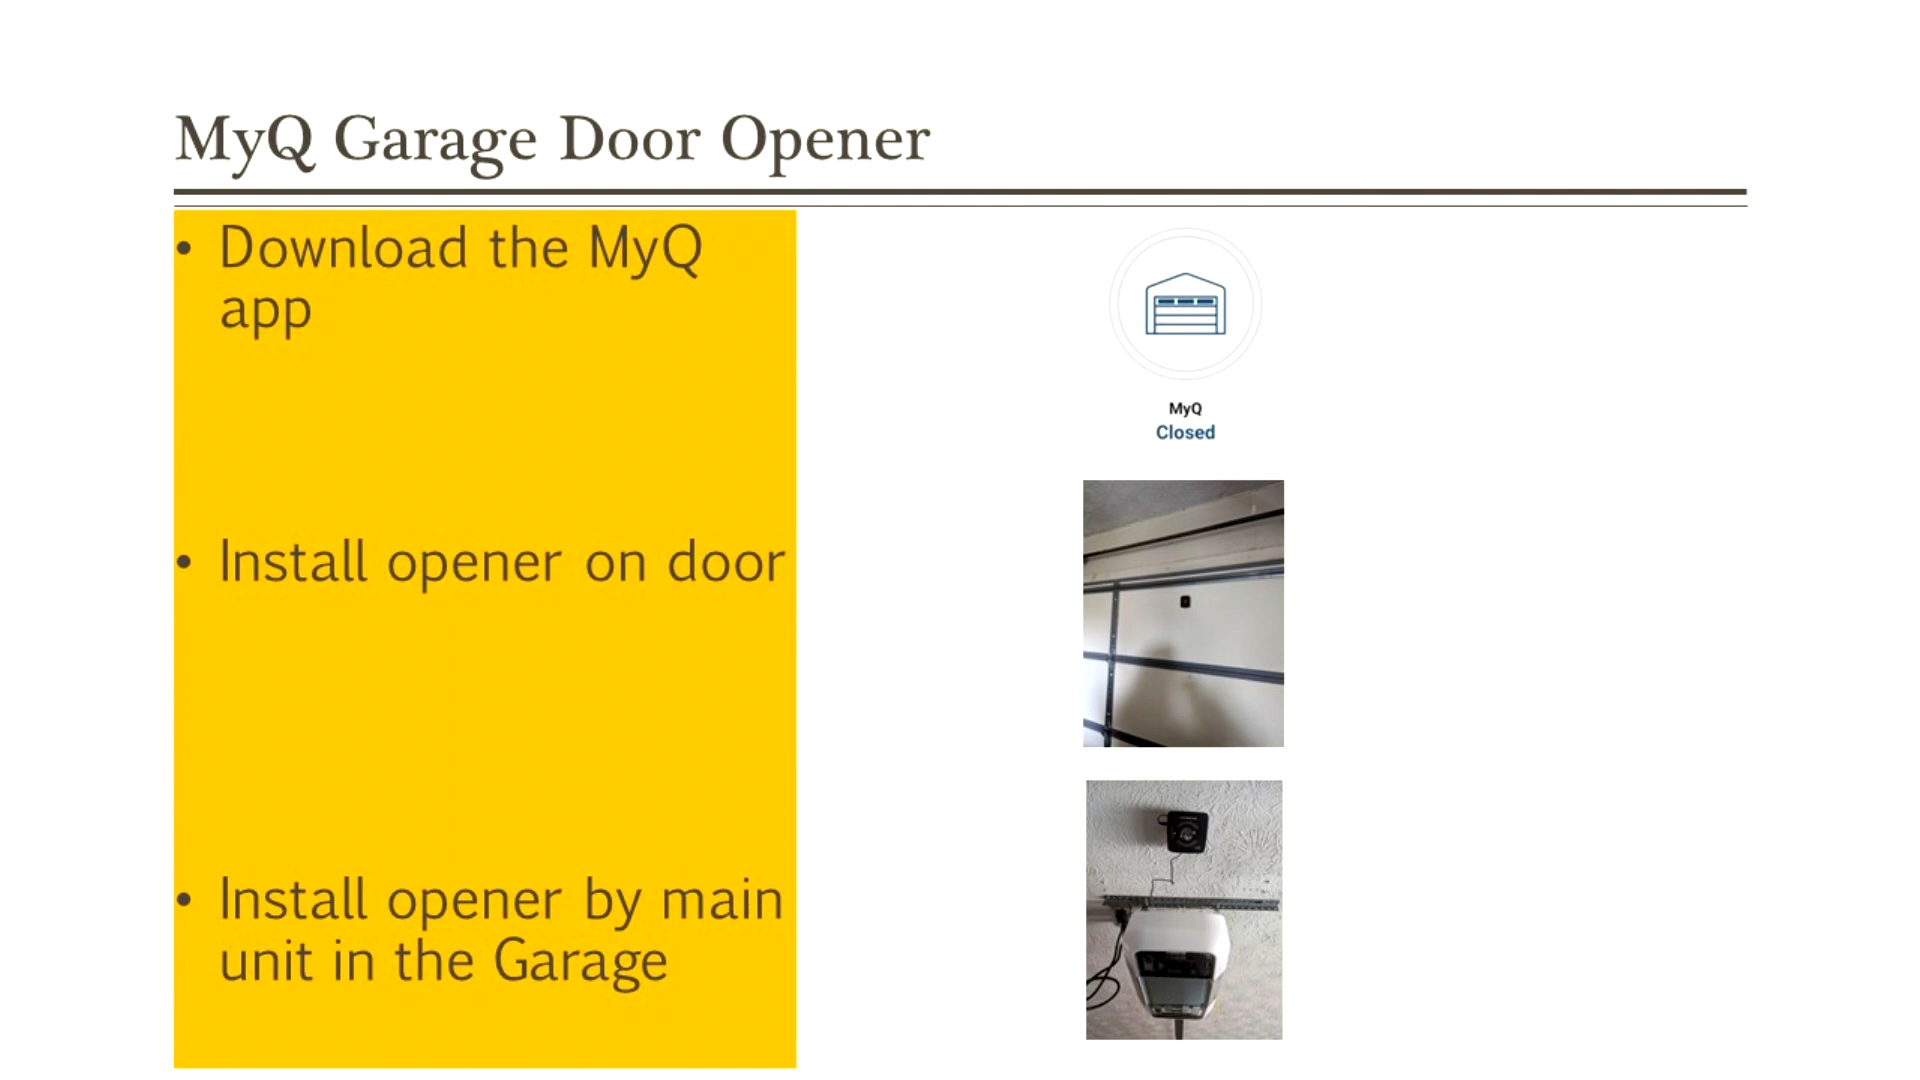 MyQ Garage Door Opener
• Download the MyQ
app
MyQ
Closed
• Install opener on door
• Install opener by main
unit in the Garage